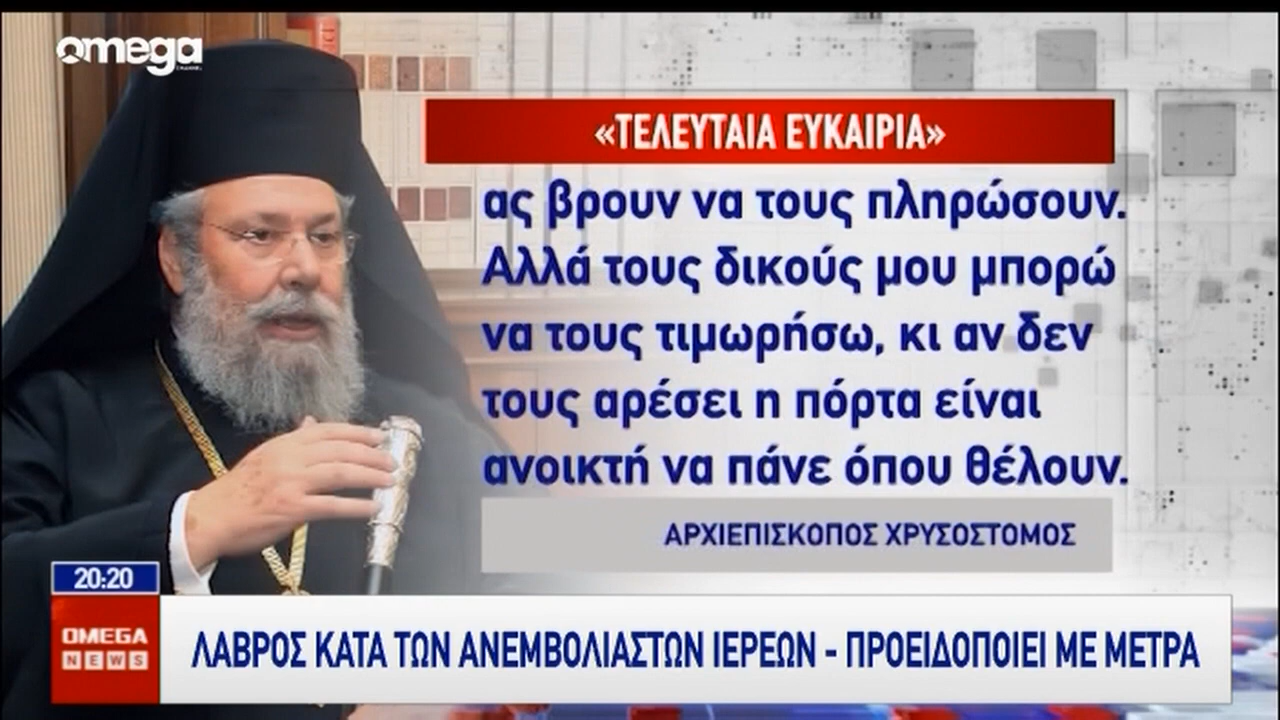 omega
«ΤΕΛΕΥΤΑΙΑ ΕΥΚΑΙΡΙΑ»
ας βρουν να τους πληρώσουν.
Αλλά τους δικούς μου μπορώ
να τους τιμωρήσω, κι αν δεν
τους αρέσει η πόρτα είναι
ανοικτή να πάνε όπου θέλουν.
ΑΡΧΙΕΠΙΣΚΟΠΟΣ ΧΡΥΣΟΣΤΟΜΟΣ
20:20
OMEGA
NEWS
ΛΑΒΡΟΣ ΚΑΤΑ ΤΩΝ ΑΝΕΜΒΟΛΙΑΣΤΩΝ ΙΕΡΕΩΝ - ΠΡΟΕΙΔΟΠΟΙΕΙ ΜΕ ΜΕΤΡΑ